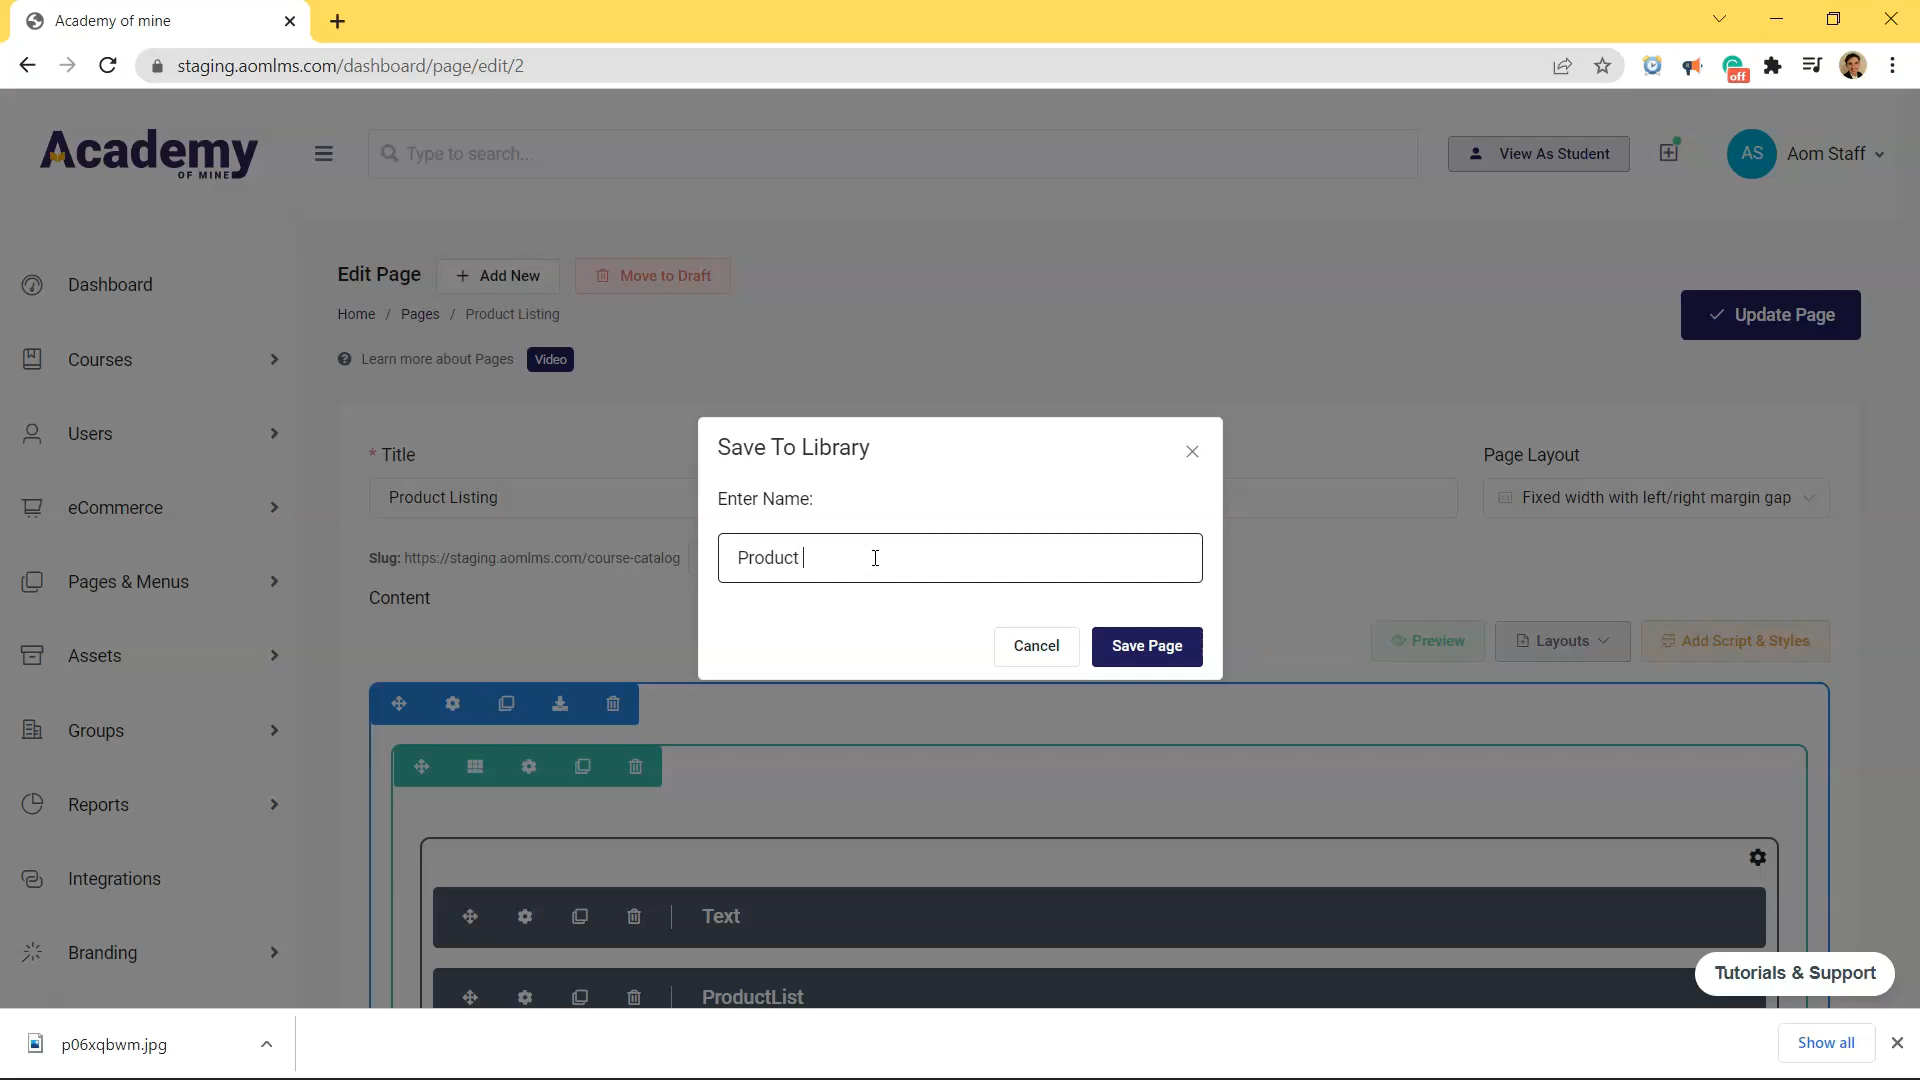 Academy of mine
staging.aomlms.com/dashboard/page/edit/2
off
Academy
OF MINE
Type to search...
View As Student
AS
Aom Staff
Dashboard
Courses
Users
eCommerce
Pages & Menus
Assets
Groups
Reports
Integrations
Branding
Edit Page
Add New
Move to Draft
Home / Pages / Product Listing
Learn more about Pages
Video
Update Page
* Title
Product Listing
Page Layout
Fixed width with left/right margin gap
Slug: https://staging.aomlms.com/course-catalog
Content
Preview
Layouts
Add Script & Styles
Save To Library
Enter Name:
Product
Cancel
Save Page
Text
ProductList
Tutorials & Support
p06xqbwm.jpg
Show all